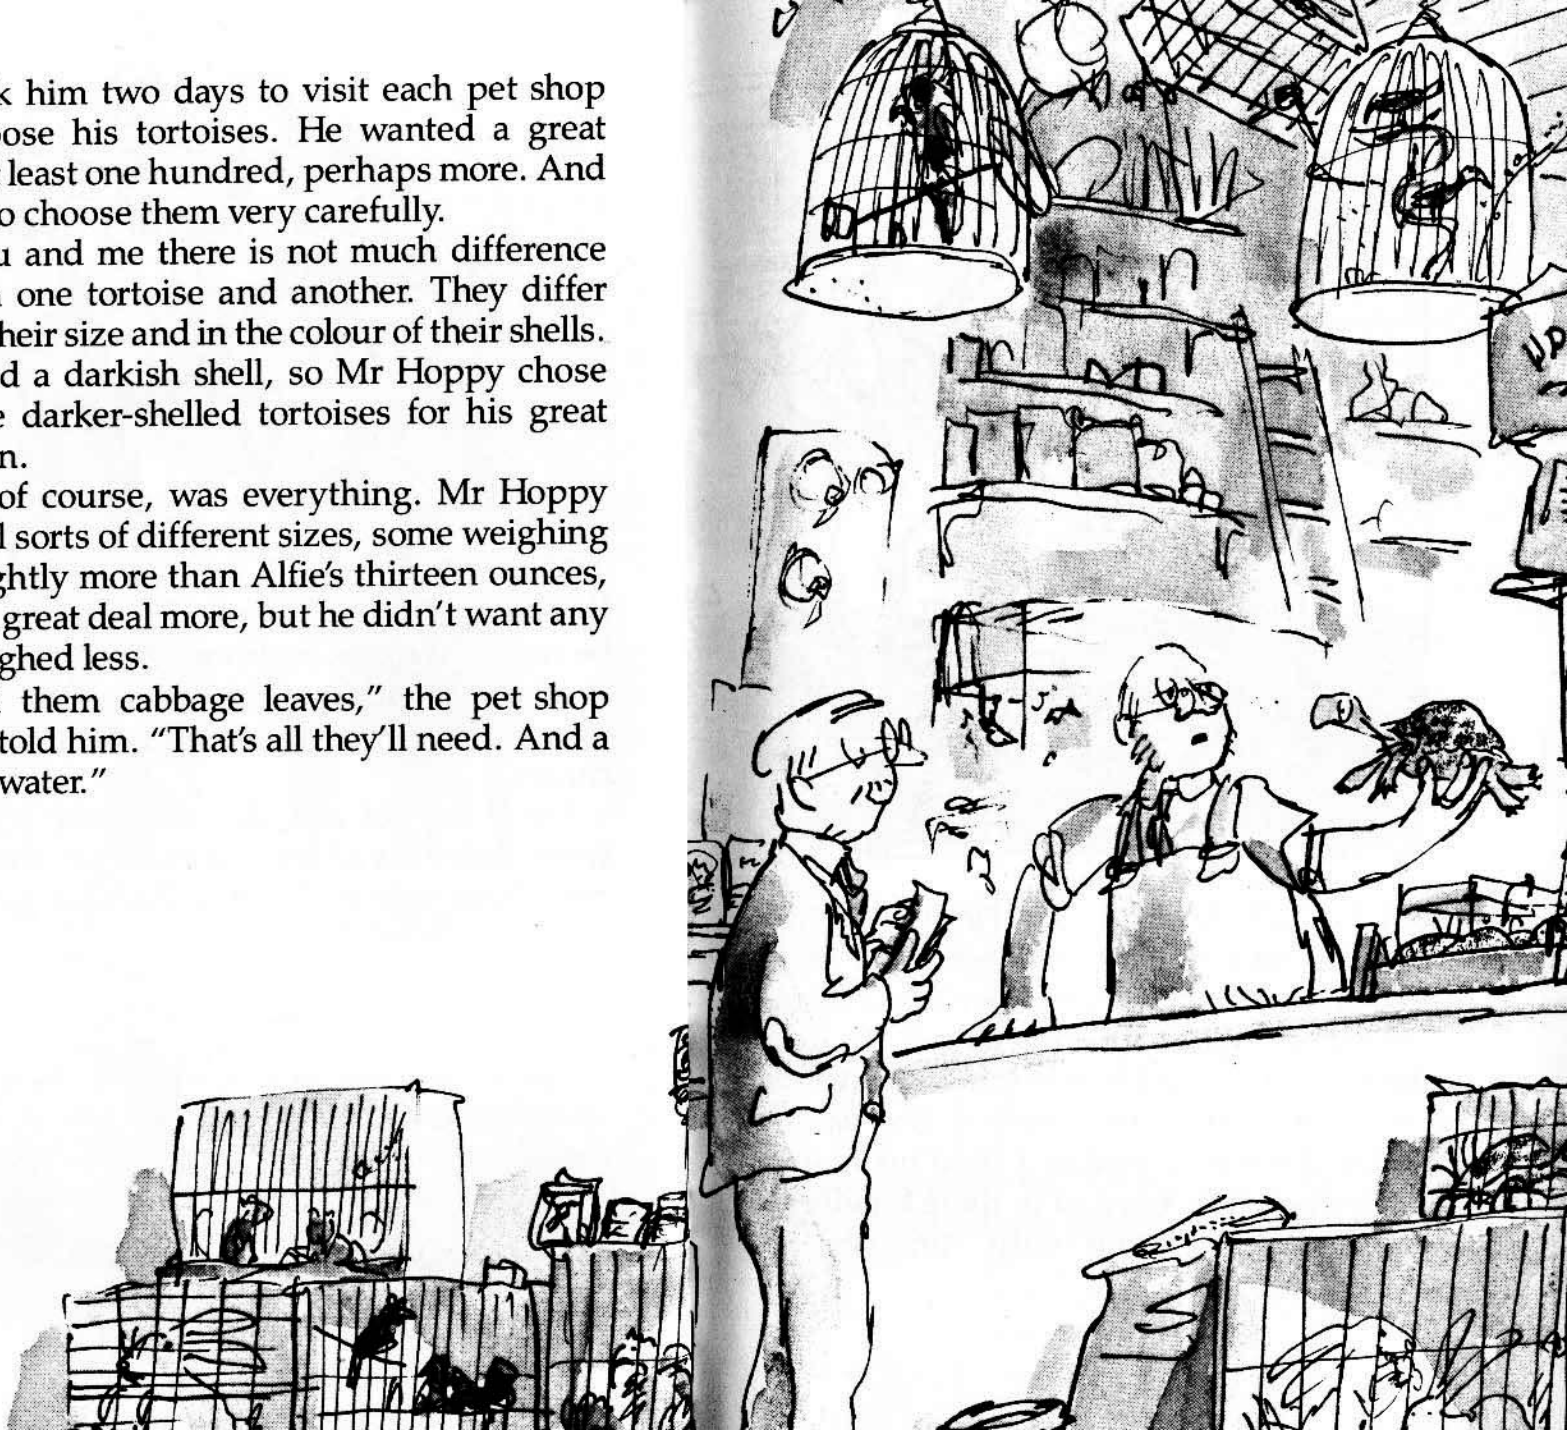 k him two days to visit each pet shop
oose his tortoises. He wanted a great
t least one hundred, perhaps more. And
o choose them very carefully.
u and me there is not much difference
n one tortoise and another. They differ
heir size and in the colour of their shells.
d a darkish shell, so Mr Hoppy chose
e darker-shelled tortoises for his great
n.
of course, was everything. Mr Hoppy
l sorts of different sizes, some weighing
ghtly more than Alfie's thirteen ounces,
great deal more, but he didn't want any
ghed less.
them cabbage leaves,” the pet shop
told him. “That's all they'll need. And a
water.”